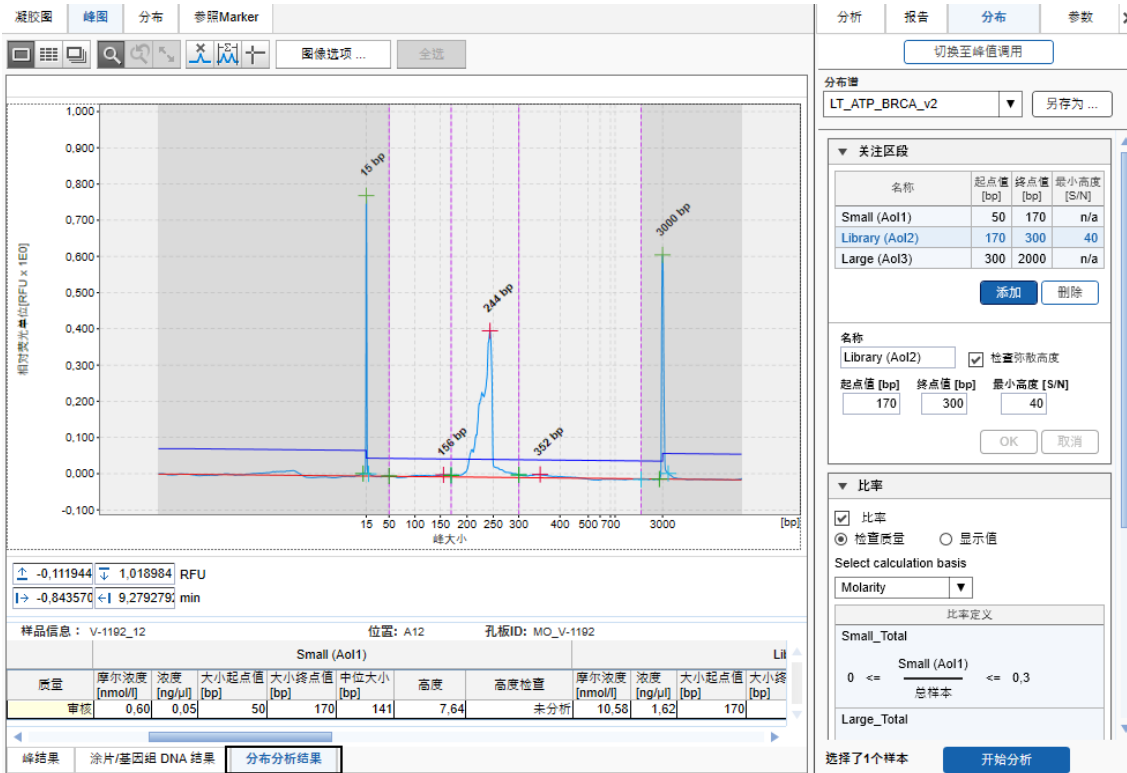 凝胶图 峰图 分布 参照Marker
图像选项 ... 全选
1,000
0,900
0,800
0,700
0,600
0,500
0,400
0,300
0,200
0,100
0,000
-0,100
相对荧光单位[RFU x 1E0]
15 bp
156 bp
244 bp
352 bp
3000 bp
15 50 100 150 200 250 300 400 500 700 3000 [bp]
峰大小
-0,111944 1,018984 RFU
-0,843570 9,279279 min
样品信息： V-1192_12 位置: A12 孔板ID: MO_V-1192
Small (AoI1) Lil
质量 摩尔浓度 [nmol/l] 浓度 [ng/µl] 大小起点值 [bp] 大小终点值 [bp] 中位大小 [bp] 高度 高度检查 摩尔浓度 [nmol/l] 浓度 [ng/µl] 大小起点值 [bp] 大小终 [bp]
审核 0,60 0,05 50 170 141 7,64 未分析 10,58 1,62 170
峰结果 涂片/基因组 DNA 结果 分布分析结果
分析 报告 分布 参数
切换至峰值调用
分布谱
LT_ATP_BRCA_v2 另存为 ...
关注区段
名称 起点值 [bp] 终点值 [bp] 最小高度 [S/N]
Small (AoI1) 50 170 n/a
Library (AoI2) 170 300 40
Large (AoI3) 300 2000 n/a
添加 删除
名称
Library (AoI2) 检查弥散高度
起点值 [bp] 终点值 [bp] 最小高度 [S/N]
170 300 40
OK 取消
比率
比率
检查质量 显示值
Select calculation basis
Molarity
比率定义
Small_Total
Small (AoI1)
0 <= <= 0,3
总样本
Large_Total
选择了1个样本 开始分析